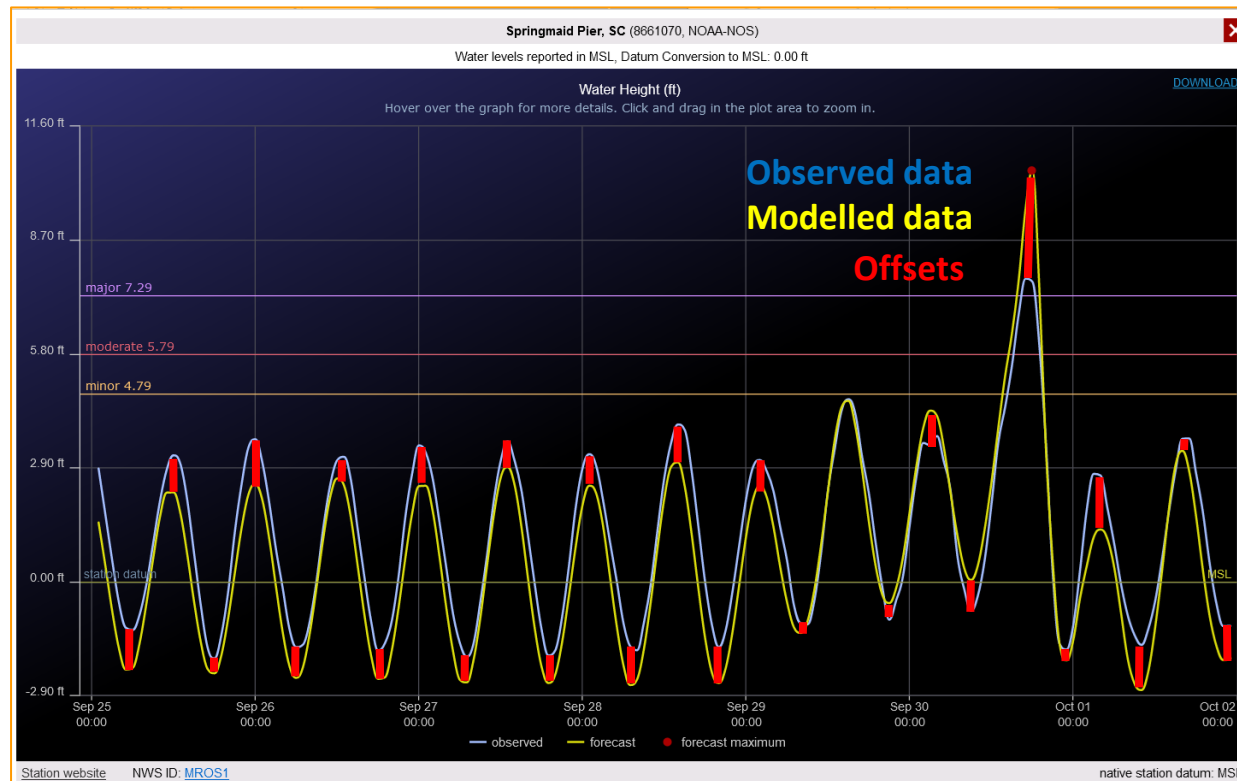 Springmaid Pier, SC (8661070, NOAA-NOS)
Water levels reported in MSL, Datum Conversion to MSL: 0.00 ft
DOWNLOAD
Water Height (ft)
Hover over the graph for more details. Click and drag in the plot area to zoom in.
11.60 ft
Observed data
Modelled data
8.70 ft
Offsets
major 7.29
5.80 ft
moderate 5.79
minor 4.79
2.90 ft
0.00 ft
station datum
MSL
-2.90 ft
Sep 25 Sep 26 Sep 27 Sep 28 Sep 29 Sep 30 Oct 01 Oct 02
00:00 00:00 00:00 00:00 00:00 00:00 00:00 00:00
observed forecast forecast maximum
Station website NWS ID: MROS1 native station datum: MSL